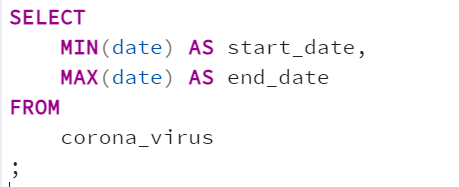 SELECT
    MIN(date) AS start_date,
    MAX(date) AS end_date
FROM
    corona_virus
;